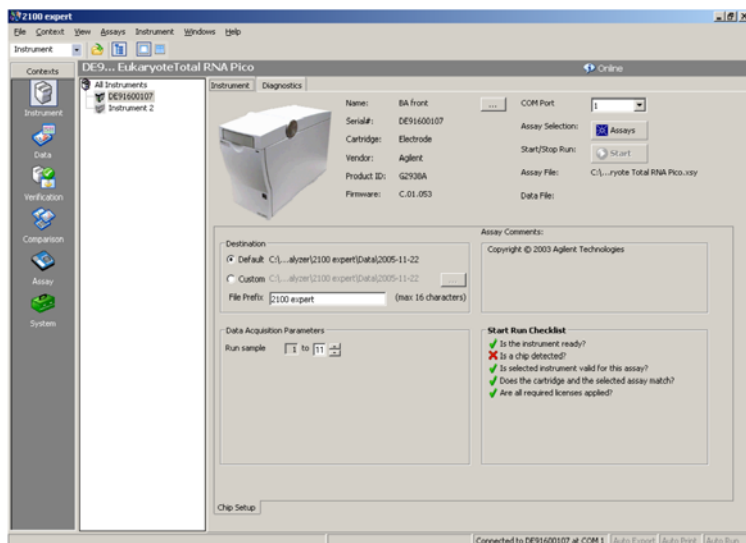 2100 expert
File Context View Assays Instrument Windows Help
Instrument
Contexts
DE9... EukaryoteTotal RNA Pico
Online
Instrument
Data
Verification
Comparison
Assay
System
All Instruments
DE91600107
Instrument 2
Instrument Diagnostics
Name: BA front ...
Serial#: DE91600107
Cartridge: Electrode
Vendor: Agilent
Product ID: G2938A
Firmware: C.01.053
COM Port 1
Assay Selection: Assays
Start/Stop Run: Start
Assay File: C:\...ryote Total RNA Pico.xsy
Data File:
Destination
Default C:\...alyzer\2100 expert\Data\2005-11-22
Custom C:\...alyzer\2100 expert\Data\2005-11-22 ...
File Prefix 2100 expert (max 16 characters)
Assay Comments:
Copyright © 2003 Agilent Technologies
Data Acquisition Parameters
Run sample 1 to 11
Start Run Checklist
Is the instrument ready?
Is a chip detected?
Is selected instrument valid for this assay?
Does the cartridge and the selected assay match?
Are all required licenses applied?
Chip Setup
Connected to DE91600107 at COM 1 Auto Export Auto Print Auto Run